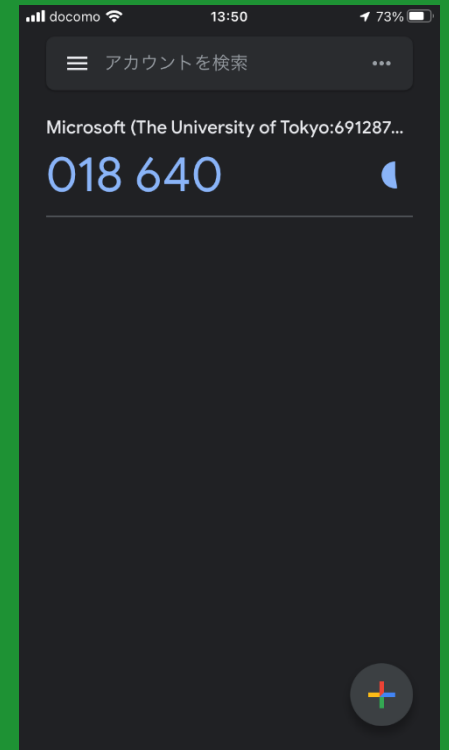 docomo 13:50 73%
アカウントを検索
Microsoft (The University of Tokyo:691287...
018 640